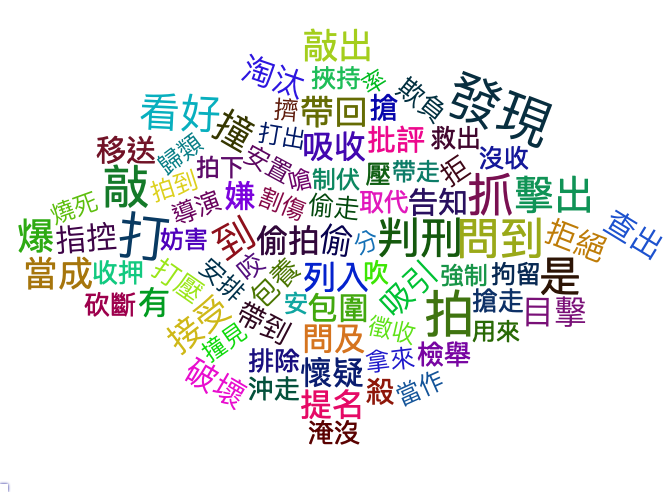 敲出
淘汰
挾持
率
欺負
發現
看好
撞
擠
帶回
搶
打出
吸收
批評
救出
沒收
移送
歸類
安置
嗆
制伏
壓
帶走
拒
拍下
敲
拍到
嫌
割傷
偷走
取代
告知
抓
擊出
燒死
導演
爆
指控
打
妨害
到
偷拍
偷
分
判刑
問到
拒絕
查出
當成
收押
打壓
安排
咬
包養
列入
吹
吸引
強制
拘留
是
砍斷
有
接受
帶到
安
包圍
徵收
拍
搶走
用來
目擊
撞見
問及
排除
懷疑
拿來
檢舉
破壞
沖走
提名
殺
當作
淹沒